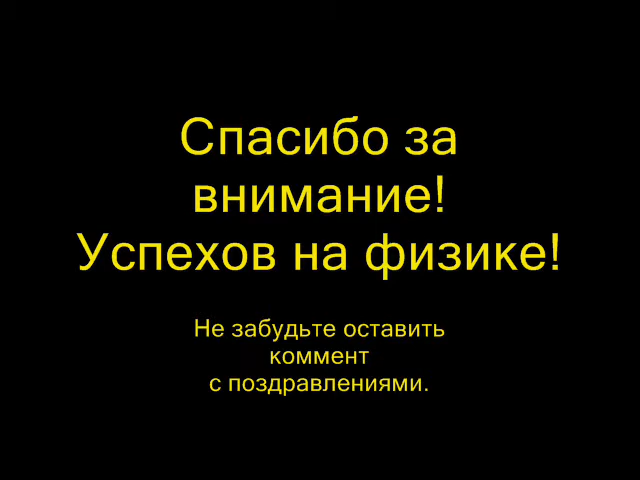 Спасибо за
внимание!
Успехов на физике!
Не забудьте оставить
коммент
с поздравлениями.